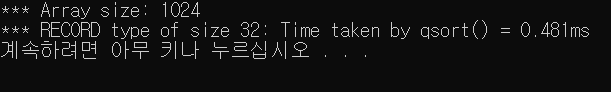 *** Array size: 1024
*** RECORD type of size 32: Time taken by qsort() = 0.481ms
계속하려면 아무 키나 누르십시오 . . .